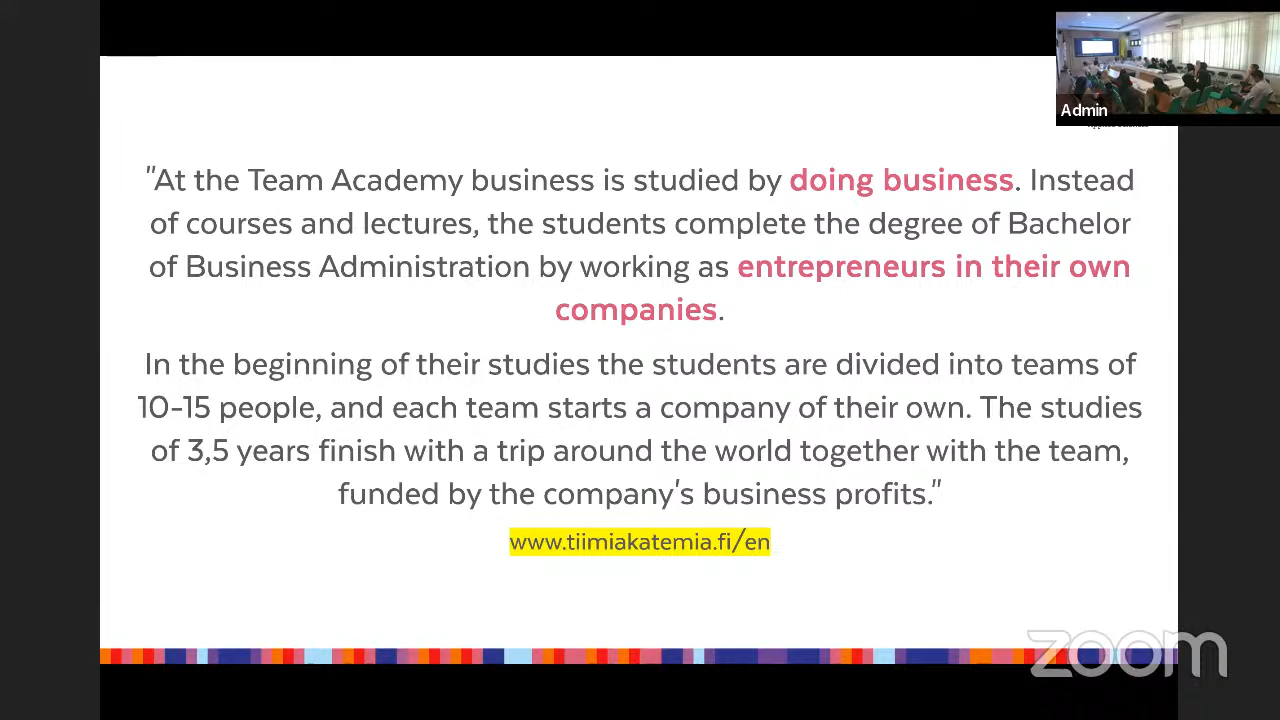 Admin
"At the Team Academy business is studied by doing business. Instead
of courses and lectures, the students complete the degree of Bachelor
of Business Administration by working as entrepreneurs in their own
companies.
In the beginning of their studies the students are divided into teams of
10-15 people, and each team starts a company of their own. The studies
of 3,5 years finish with a trip around the world together with the team,
funded by the company's business profits."
www.tiimiakatemia.fi/en
zoom